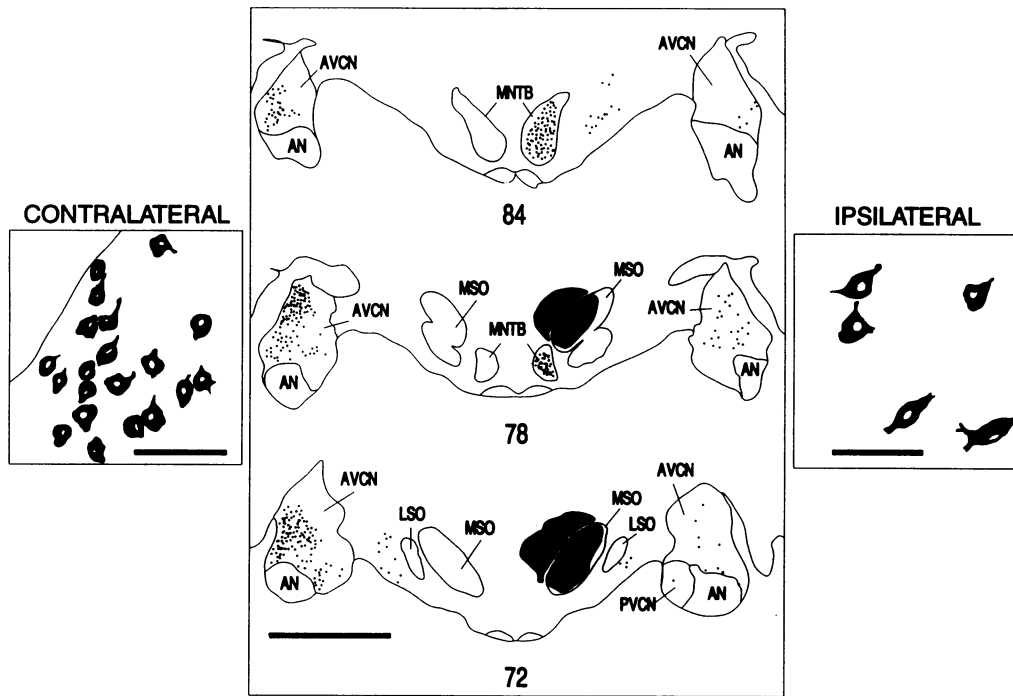 AVCN
AVCN
MNTB
AN
AN
84
CONTRALATERAL
IPSILATERAL
MSO
MSO
AVCN
AVCN
MNTB
AN
AN
78
AVCN
AVCN
LSO
MSO
MSO
LSO
AN
PVCN
AN
72